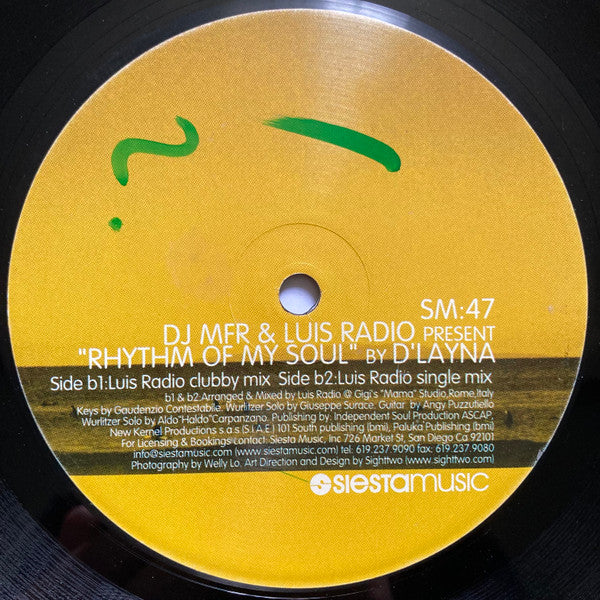 SM:47
DJ MFR & LUIS RADIO PRESENT
"RHYTHM OF MY SOUL" BY D'LAYNA
Side b1:Luis Radio clubby mix Side b2:Luis Radio single mix
b1 & b2:Arranged & Mixed by Luis Radio @ Gigi's "Mama" Studio,Rome,Italy
Keys by Gaudenzio Contestabile. Wurlitzer Solo by Giuseppe Surace. Guitar: by Angy Puzzutiello
Wurlitzer Solo by Aldo"Haldo"Carpanzano. Publishing by: Independent Soul Production ASCAP,
New Kernel Productions s.a.s (S I A E ) 101 South publishing (bmi), Paluka Publishing (bmi)
For Licensing & Bookings contact: Siesta Music, Inc 726 Market St, San Diego Ca 92101
info@siestamusic.com (www.siestamusic.com) tel: 619.237.9090 fax: 619.237.9080
Photography by Welly Lo. Art Direction and Design by Sighttwo. (www.sighttwo.com)
siestamusic